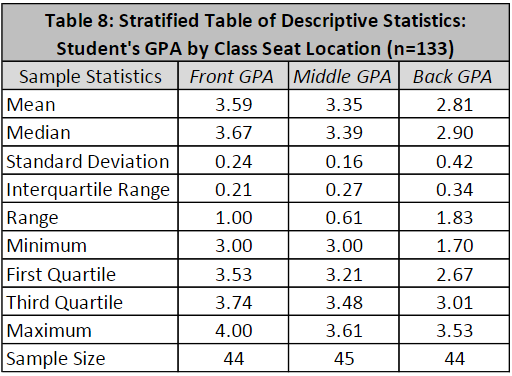 Table 8: Stratified Table of Descriptive Statistics:
Student's GPA by Class Seat Location (n=133)
Sample Statistics Front GPA Middle GPA Back GPA
Mean 3.59 3.35 2.81
Median 3.67 3.39 2.90
Standard Deviation 0.24 0.16 0.42
Interquartile Range 0.21 0.27 0.34
Range 1.00 0.61 1.83
Minimum 3.00 3.00 1.70
First Quartile 3.53 3.21 2.67
Third Quartile 3.74 3.48 3.01
Maximum 4.00 3.61 3.53
Sample Size 44 45 44